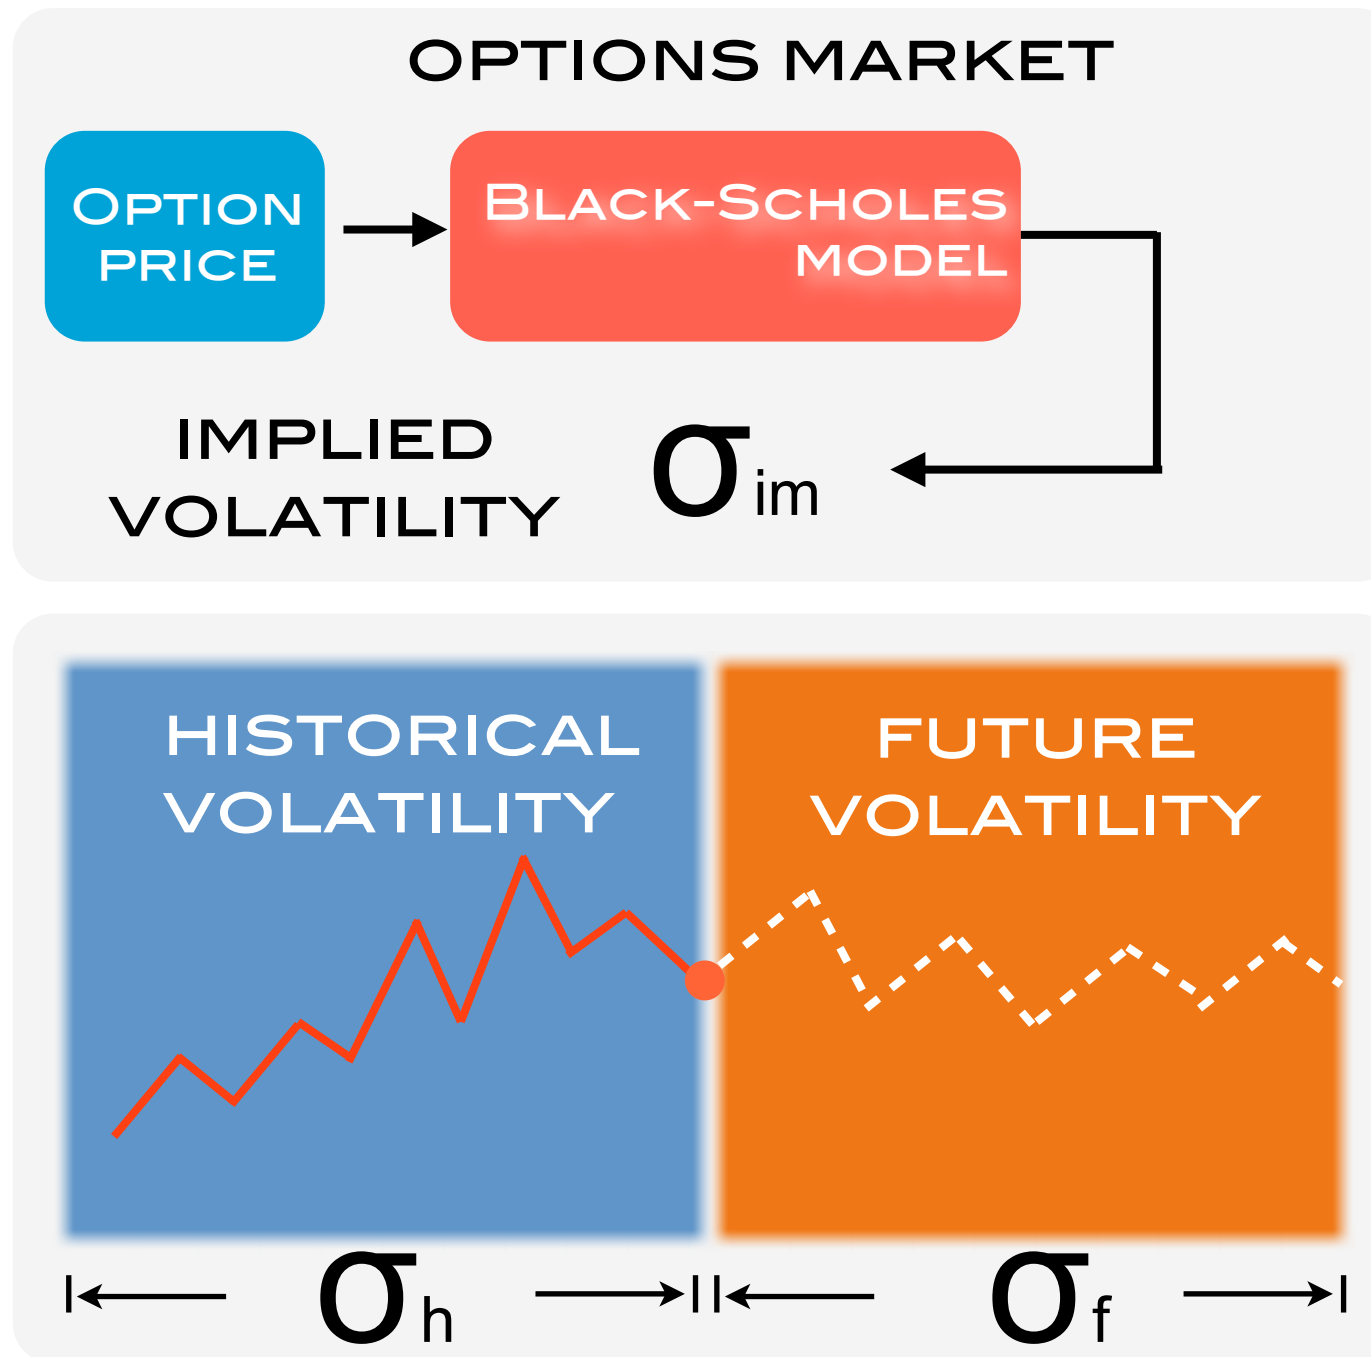 OPTIONS MARKET
OPTION
PRICE
BLACK-SCHOLES
MODEL
IMPLIED
VOLATILITY
σim
HISTORICAL
VOLATILITY
FUTURE
VOLATILITY
σh
σf